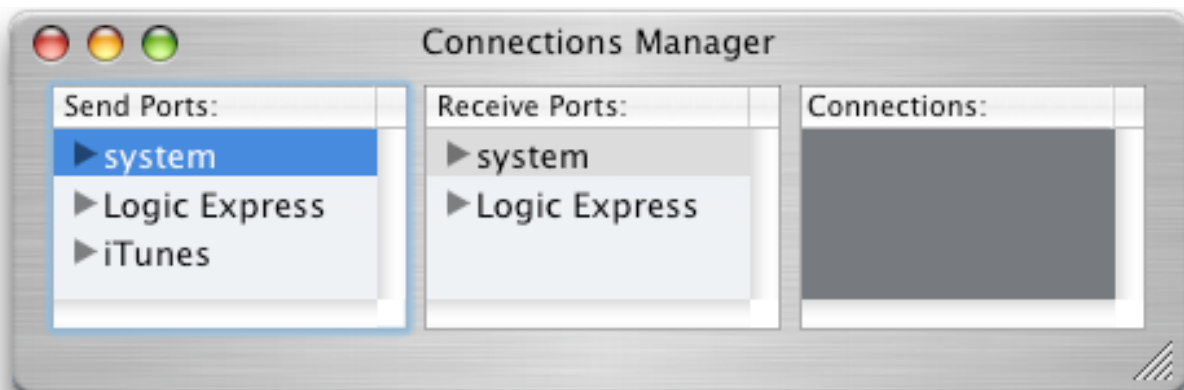 Connections Manager
Send Ports:
system
Logic Express
iTunes
Receive Ports:
system
Logic Express
Connections: